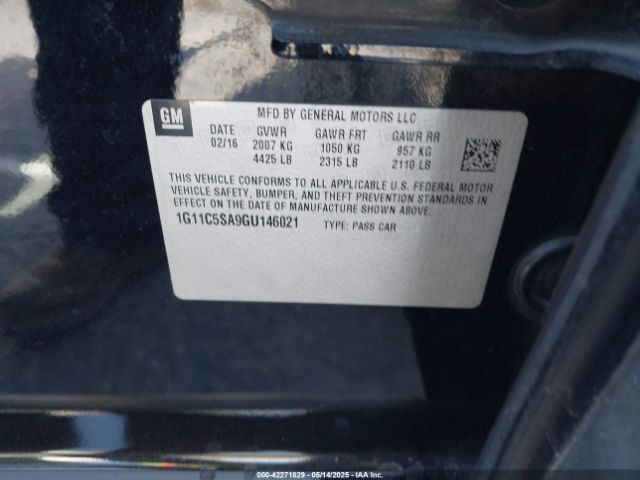 GM
MFD BY GENERAL MOTORS LLC
DATE GVWR GAWR FRT GAWR RR
02/16 2007 KG 1050 KG 957 KG
4425 LB 2315 LB 2110 LB
THIS VEHICLE CONFORMS TO ALL APPLICABLE U.S. FEDERAL MOTOR
VEHICLE SAFETY, BUMPER, AND THEFT PREVENTION STANDARDS IN
EFFECT ON THE DATE OF MANUFACTURE SHOWN ABOVE.
1G11C5SA9GU146021 TYPE: PASS CAR
000-42271829 05/14/2025 IAA. Inc.